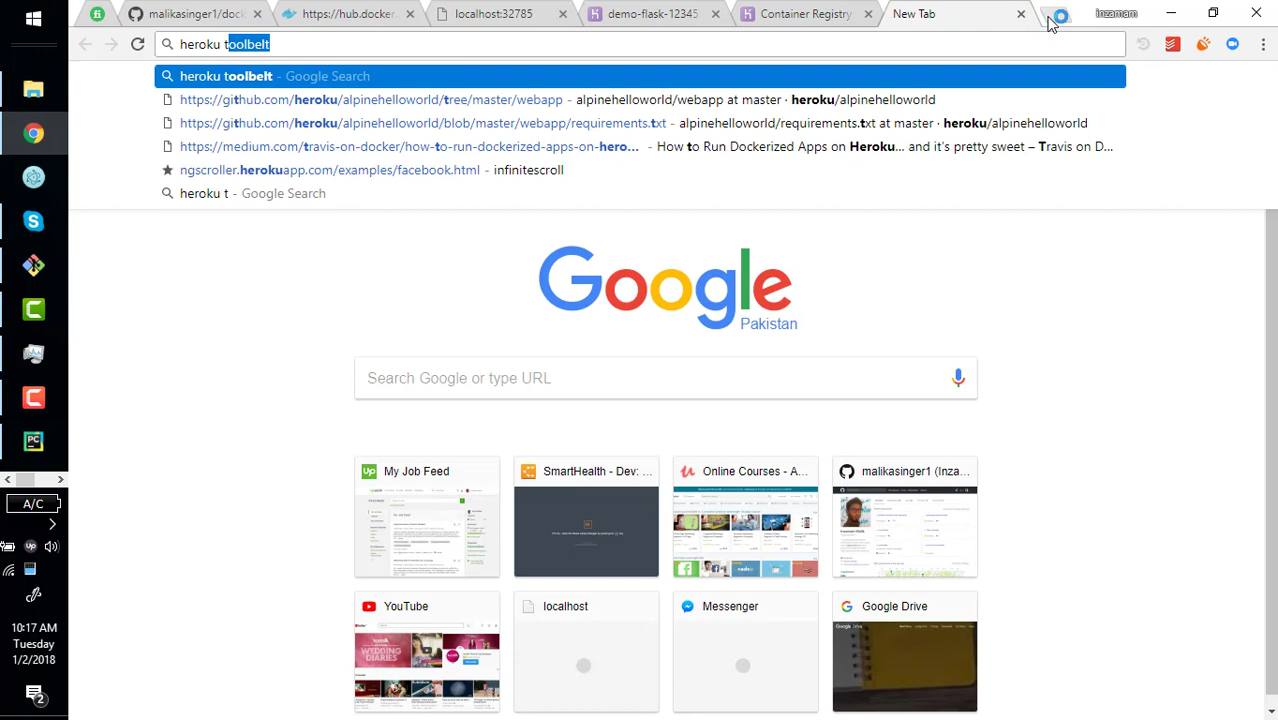 malikasinger1/dock
https://hub.docker.
localhost:32785
demo-flask-12345
Container Registry
New Tab
inzamam
heroku toolbelt
heroku toolbelt - Google Search
https://github.com/heroku/alpinehelloworld/tree/master/webapp - alpinehelloworld/webapp at master · heroku/alpinehelloworld
https://github.com/heroku/alpinehelloworld/blob/master/webapp/requirements.txt - alpinehelloworld/requirements.txt at master · heroku/alpinehelloworld
https://medium.com/travis-on-docker/how-to-run-dockerized-apps-on-hero... - How to Run Dockerized Apps on Heroku... and it's pretty sweet – Travis on D...
ngscroller.herokuapp.com/examples/facebook.html - infinitescroll
heroku t - Google Search
Google
Pakistan
Search Google or type URL
My Job Feed
SmartHealth - Dev: ...
Online Courses - A...
malikasinger1 (Inza...
YouTube
localhost
Messenger
Google Drive
A/C
10:17 AM
Tuesday
1/2/2018
2